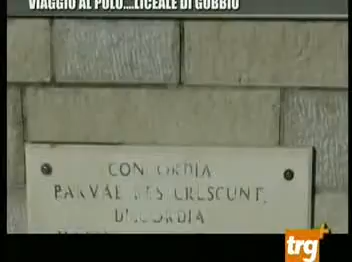 VIAGGIO AL POLO....LICEALE DI GUBBIO
CONCORDIA
PARVAE RES CRESCUNT,
DISCORDIA
trg+